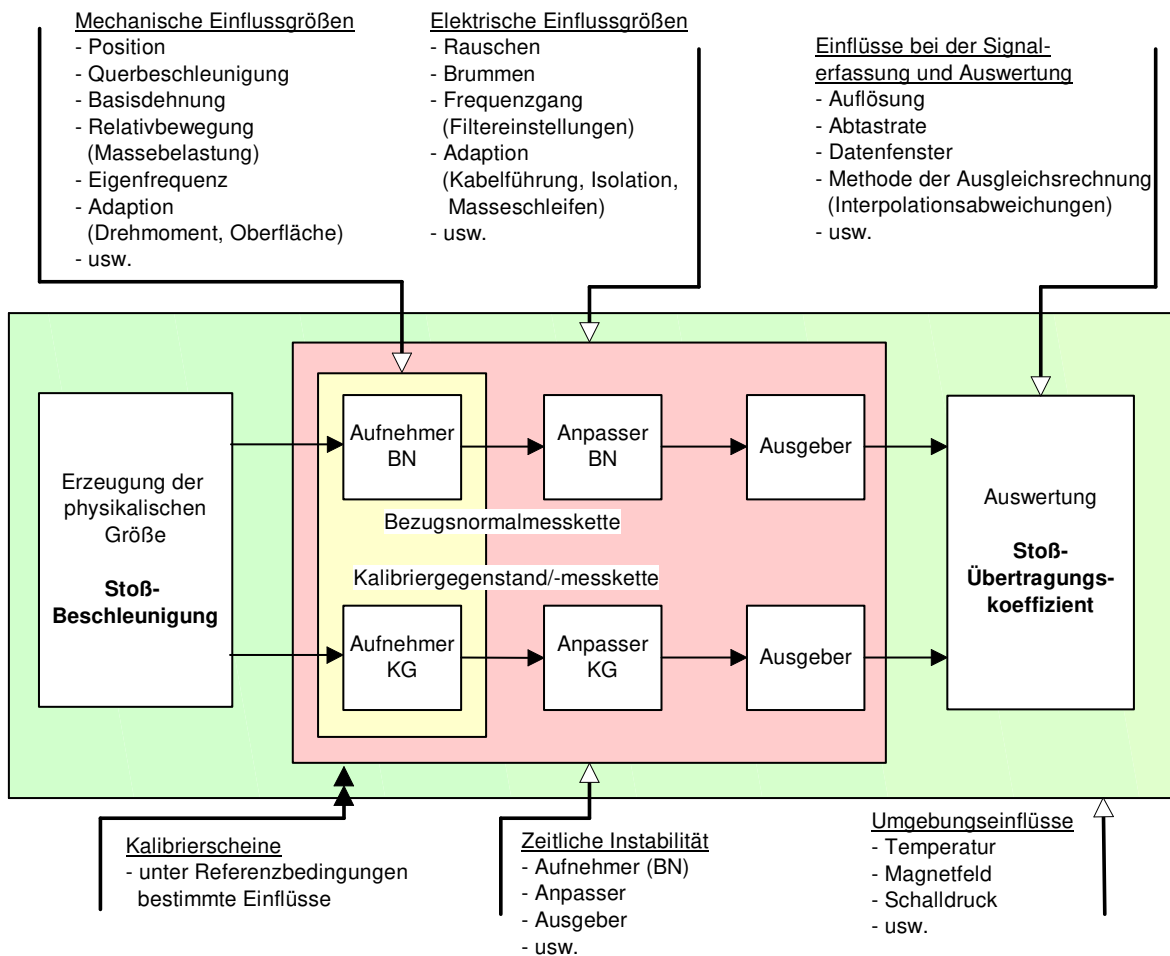 Mechanische Einflussgrößen
- Position
- Querbeschleunigung
- Basisdehnung
- Relativbewegung
(Massebelastung)
- Eigenfrequenz
- Adaption
(Drehmoment, Oberfläche)
- usw.
Elektrische Einflussgrößen
- Rauschen
- Brummen
- Frequenzgang
(Filtereinstellungen)
- Adaption
(Kabelführung, Isolation,
Masseschleifen)
- usw.
Einflüsse bei der Signal-
erfassung und Auswertung
- Auflösung
- Abtastrate
- Datenfenster
- Methode der Ausgleichsrechnung
(Interpolationsabweichungen)
- usw.
Erzeugung der
physikalischen
Größe
Stoß-
Beschleunigung
Aufnehmer
BN
Anpasser
BN
Ausgeber
Bezugsnormalmesskette
Kalibriergegenstand/-messkette
Aufnehmer
KG
Anpasser
KG
Ausgeber
Auswertung
Stoß-
Übertragungs-
koeffizient
Kalibrierscheine
- unter Referenzbedingungen
bestimmte Einflüsse
Zeitliche Instabilität
- Aufnehmer (BN)
- Anpasser
- Ausgeber
- usw.
Umgebungseinflüsse
- Temperatur
- Magnetfeld
- Schalldruck
- usw.